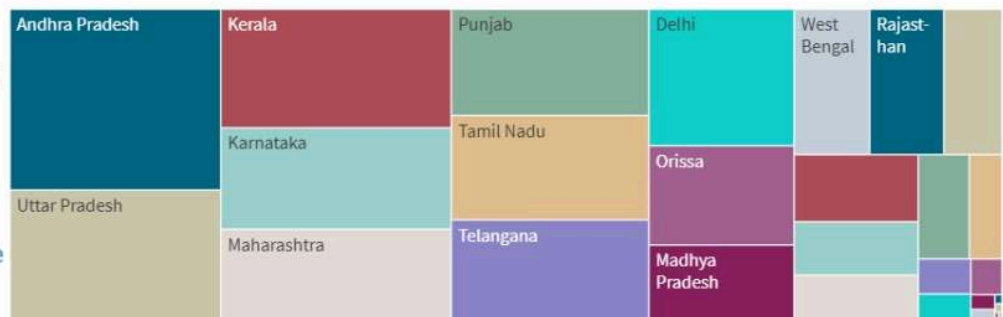 Andhra Pradesh
Uttar Pradesh
Kerala
Karnataka
Maharashtra
Punjab
Tamil Nadu
Telangana
Delhi
Orissa
Madhya
Pradesh
West
Bengal
Rajast-
han
e